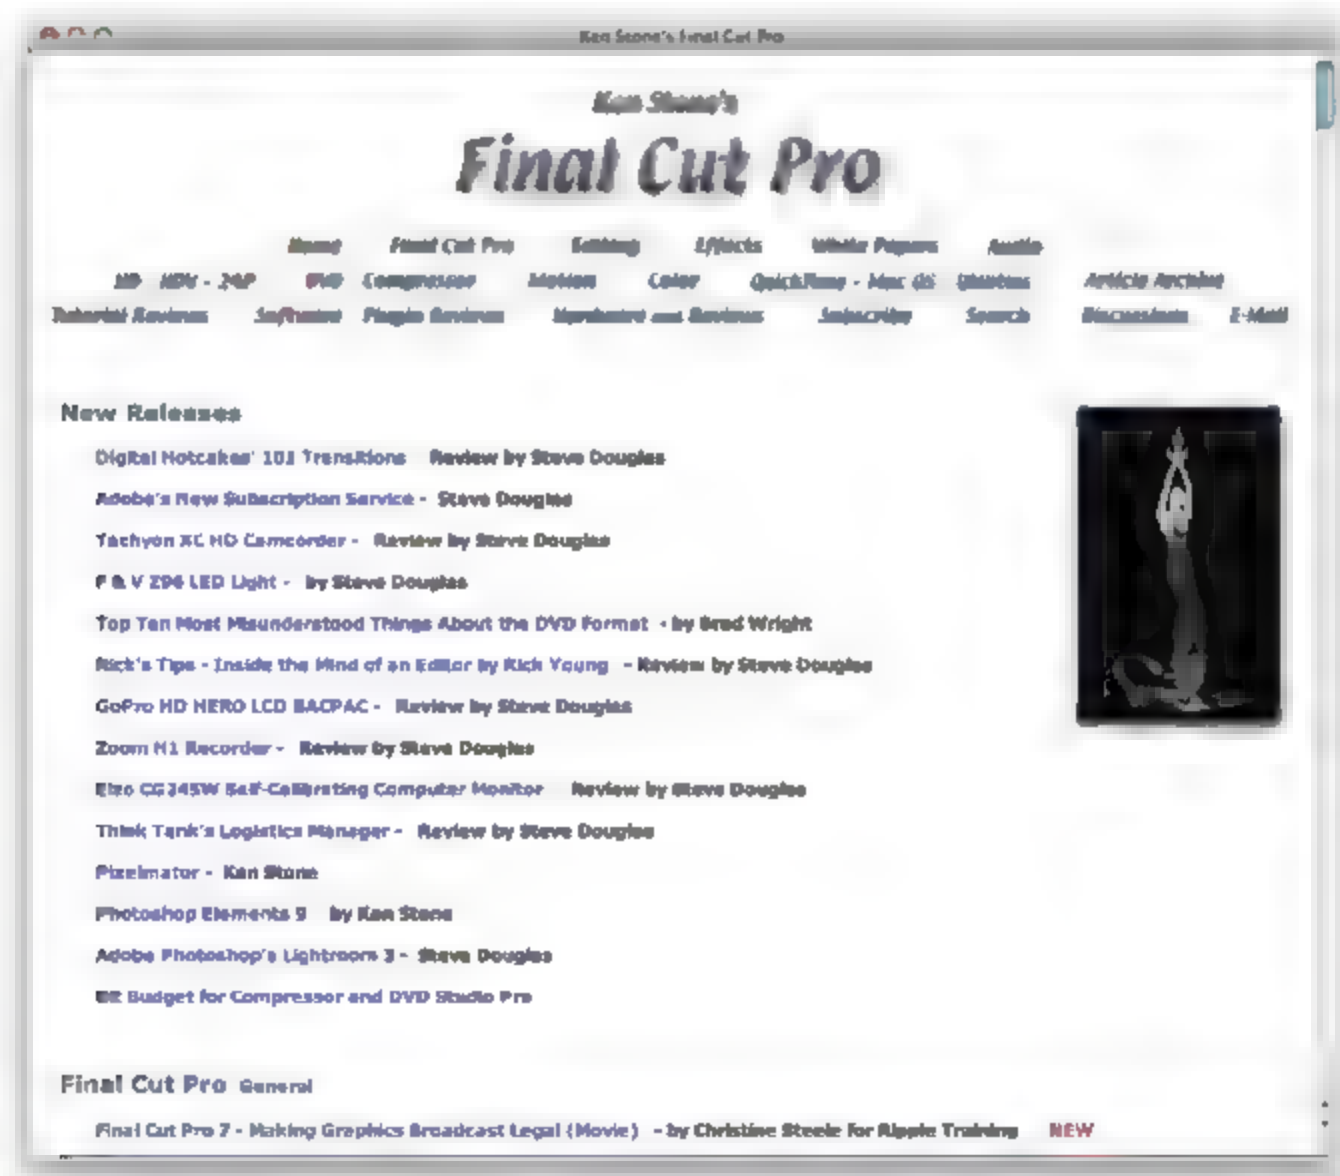 Ken Stone's Final Cut Pro
Ken Stone's
Final Cut Pro
Home Final Cut Pro Editing Effects White Papers Audio
HD - HDV - 24P DVD Compressor Motion Color QuickTime - Mac OS Photos Article Archive
Tutorial Reviews Software Plugin Reviews Hardware and Reviews Subscribe Search Discussions E-Mail
New Releases
Digital Hotcakes' 101 Transitions Review by Steve Douglas
Adobe's New Subscription Service - Steve Douglas
Tachyon XC HD Camcorder - Review by Steve Douglas
F & V Z96 LED Light - by Steve Douglas
Top Ten Most Misunderstood Things About the DVD Format - by Brad Wright
Rick's Tips - Inside the Mind of an Editor by Rick Young - Review by Steve Douglas
GoPro HD HERO LCD BACPAC - Review by Steve Douglas
Zoom H1 Recorder - Review by Steve Douglas
Eizo Self-Calibrating Computer Monitor Review by Steve Douglas
Think Tank's Logistics Manager - Review by Steve Douglas
Pixelmator - Ken Stone
Photoshop Elements 9 by Ken Stone
Adobe Photoshop's Lightroom 3 - Steve Douglas
Bit Budget for Compressor and DVD Studio Pro
Final Cut Pro General
Final Cut Pro 7 - Making Graphics Broadcast Legal (Movie) - by Christine Steele for Ripple Training NEW